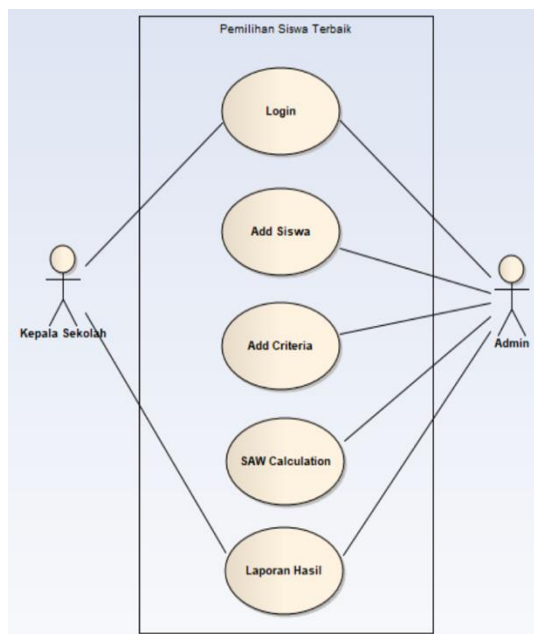 Pemilihan Siswa Terbaik
Login
Add Siswa
Kepala Sekolah
Add Criteria
Admin
SAW Calculation
Laporan Hasil